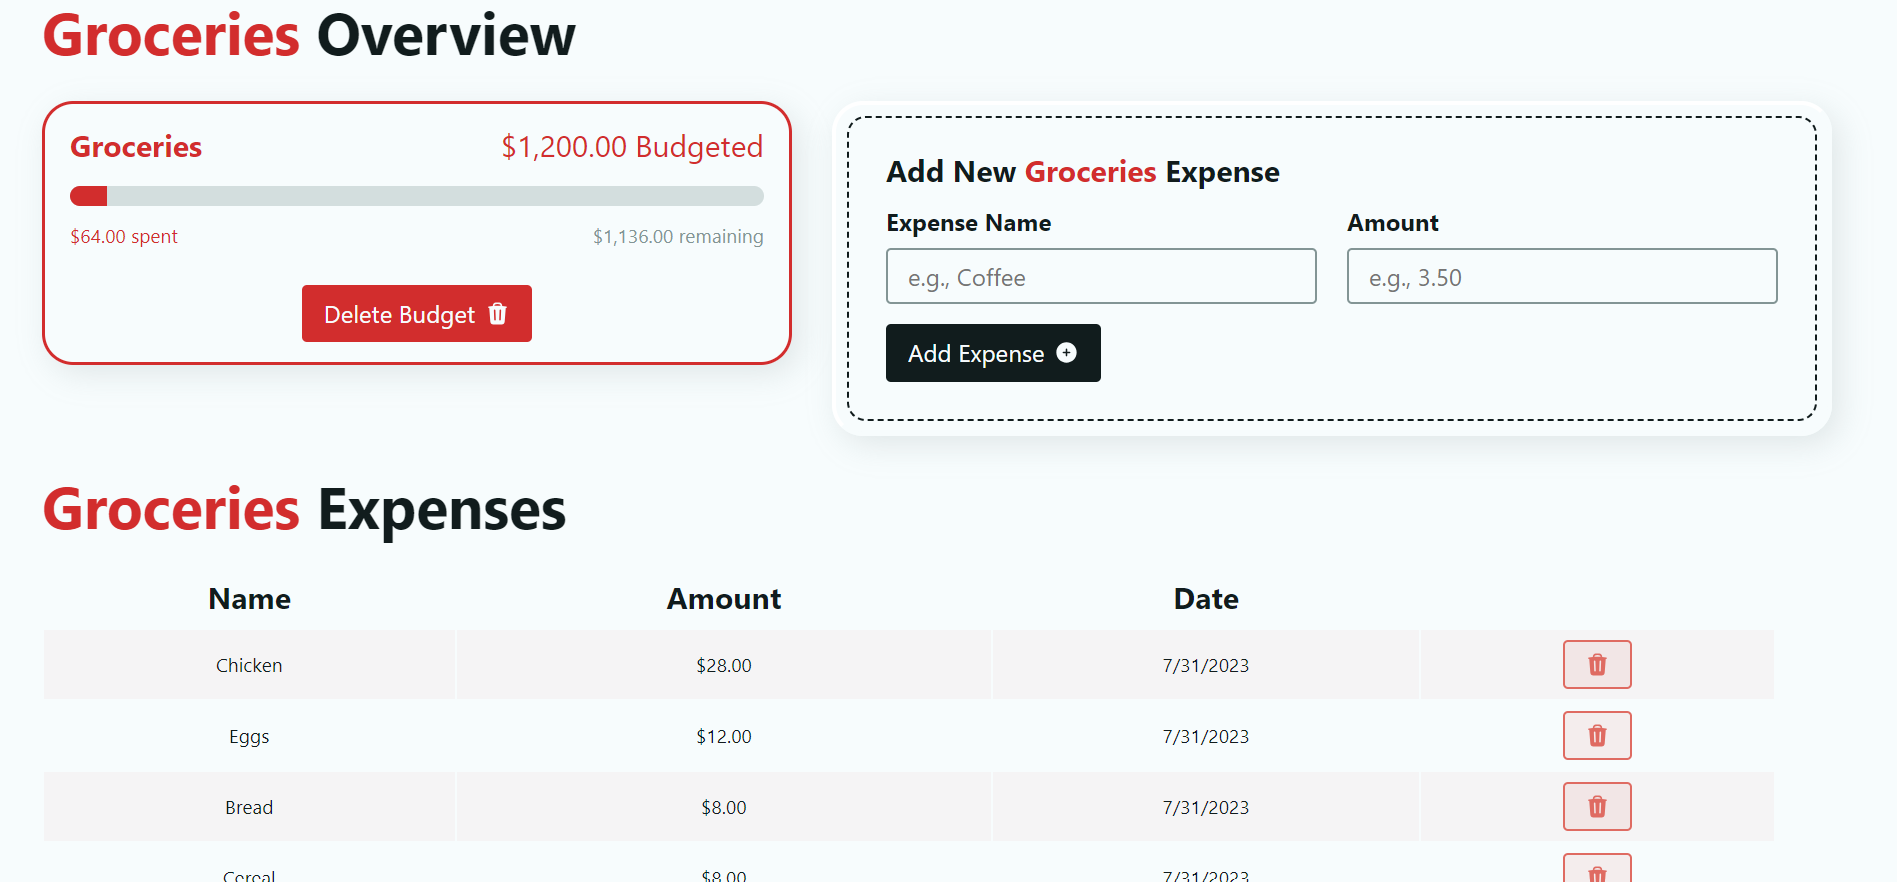 Groceries Overview
Groceries
$1,200.00 Budgeted
$64.00 spent
$1,136.00 remaining
Delete Budget
Add New Groceries Expense
Expense Name
Amount
e.g., Coffee
e.g., 3.50
Add Expense
Groceries Expenses
Name Amount Date
Chicken $28.00 7/31/2023
Eggs $12.00 7/31/2023
Bread $8.00 7/31/2023
Cereal $8.00 7/31/2023